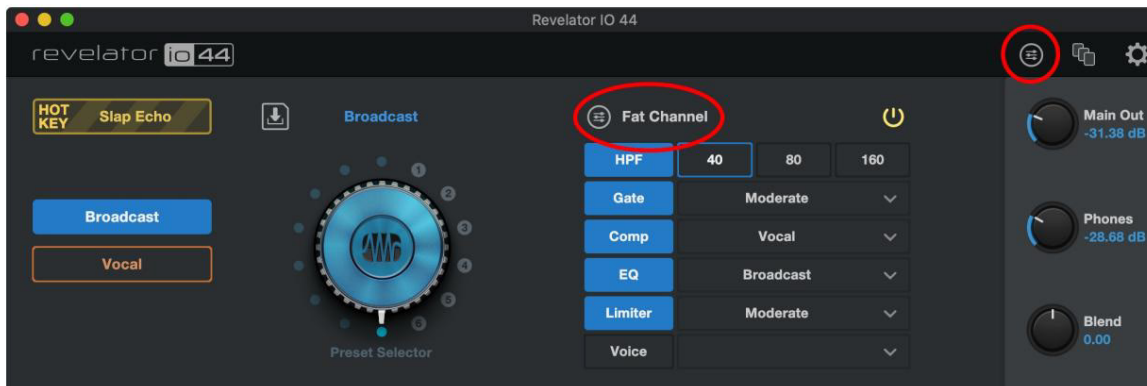 Revelator IO 44
revelator io 44
HOT KEY Slap Echo
Broadcast
Fat Channel
Main Out
-31.38 dB
HPF 40 80 160
Gate Moderate
Comp Vocal
EQ Broadcast
Limiter Moderate
Voice
Broadcast
Vocal
1
2
3
4
5
6
Preset Selector
Phones
-28.68 dB
Blend
0.00